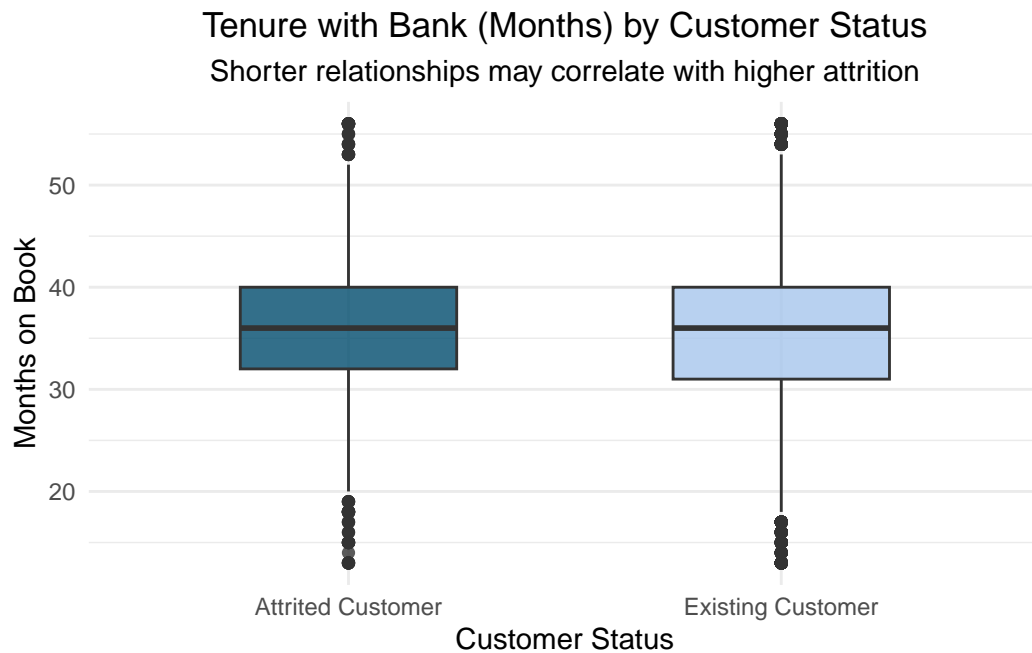 Tenure with Bank (Months) by Customer Status
Shorter relationships may correlate with higher attrition
Months on Book
50
40
30
20
Attrited Customer
Existing Customer
Customer Status